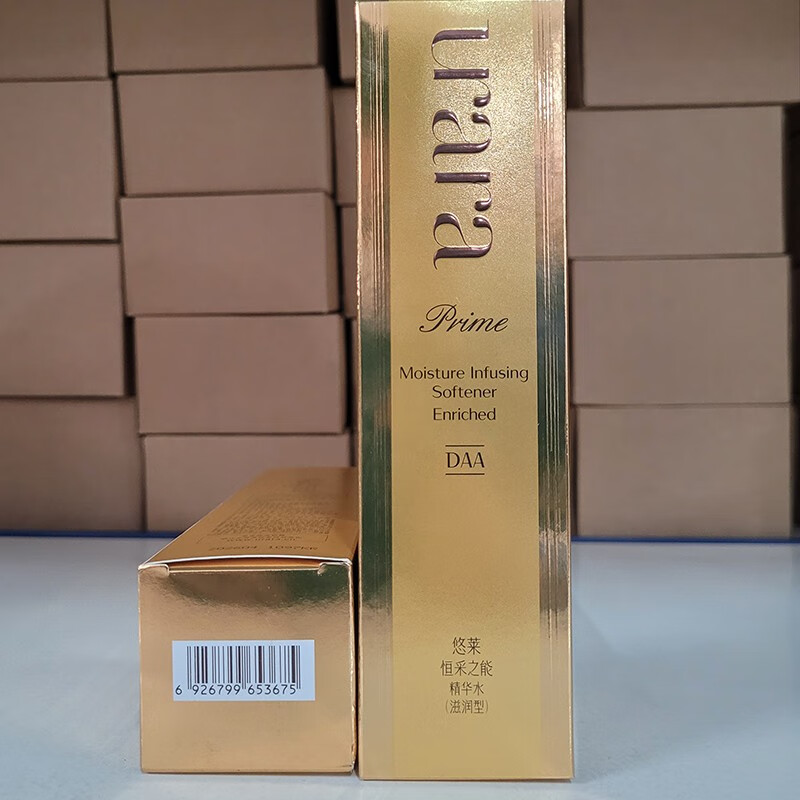 urara
Prime
Moisture Infusing
Softener
Enriched
DAA
悠莱
恒采之能
精华水
(滋润型)
6 926799 653675